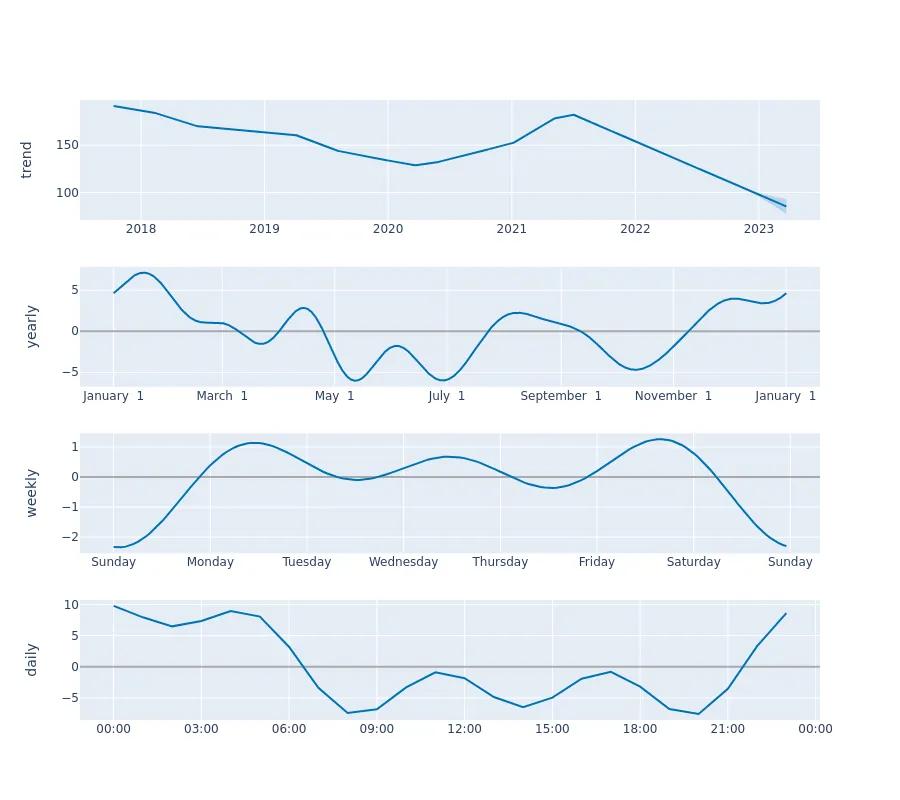 trend
150
100
2018 2019 2020 2021 2022 2023
yearly
5
0
−5
January 1 March 1 May 1 July 1 September 1 November 1 January 1
weekly
1
0
−1
−2
Sunday Monday Tuesday Wednesday Thursday Friday Saturday Sunday
daily
10
5
0
−5
00:00 03:00 06:00 09:00 12:00 15:00 18:00 21:00 00:00